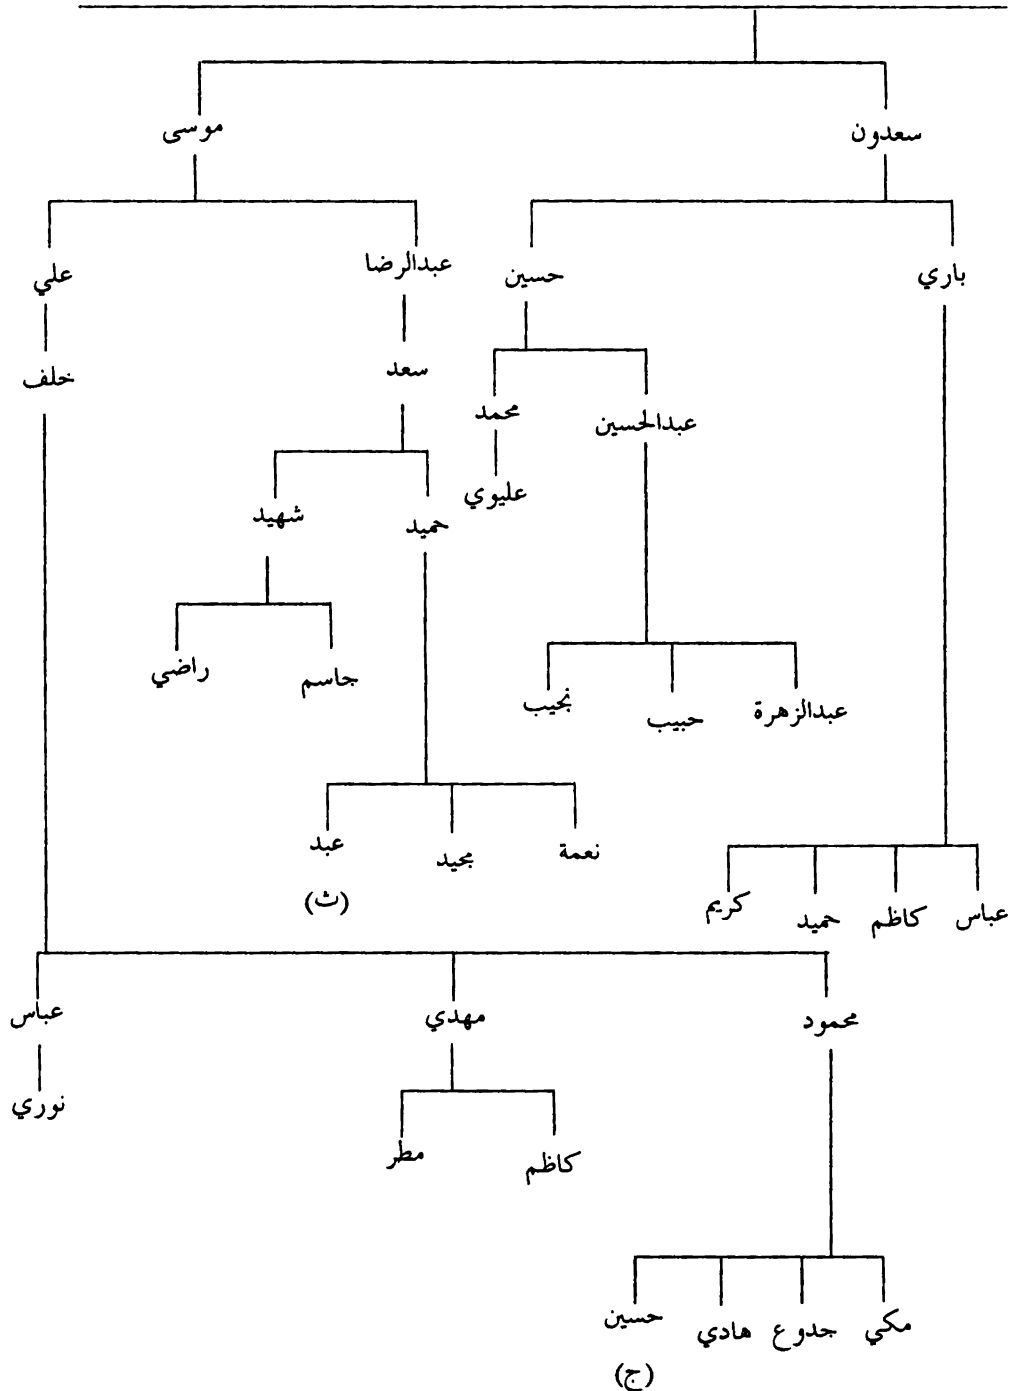 سعدون موسى
باري حسين عبدالرضا علي
سعد خلف
عبدالحسين محمد
عليوي
حميد شهيد
جاسم راضي
عبدالزهرة حبيب نجيب
نعمة مجيد عبد
(ث)
عباس كاظم حميد كريم
محمود مهدي عباس
نوري
كاظم مطر
مكي جدوع هادي حسين
(ج)